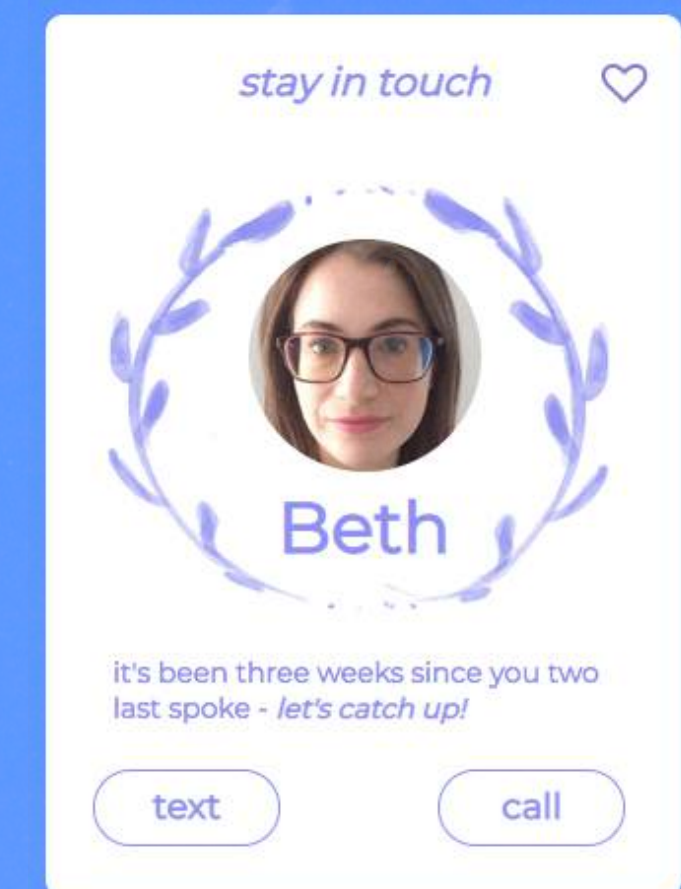 stay in touch
Beth
it's been three weeks since you two
last spoke - let's catch up!
text
call